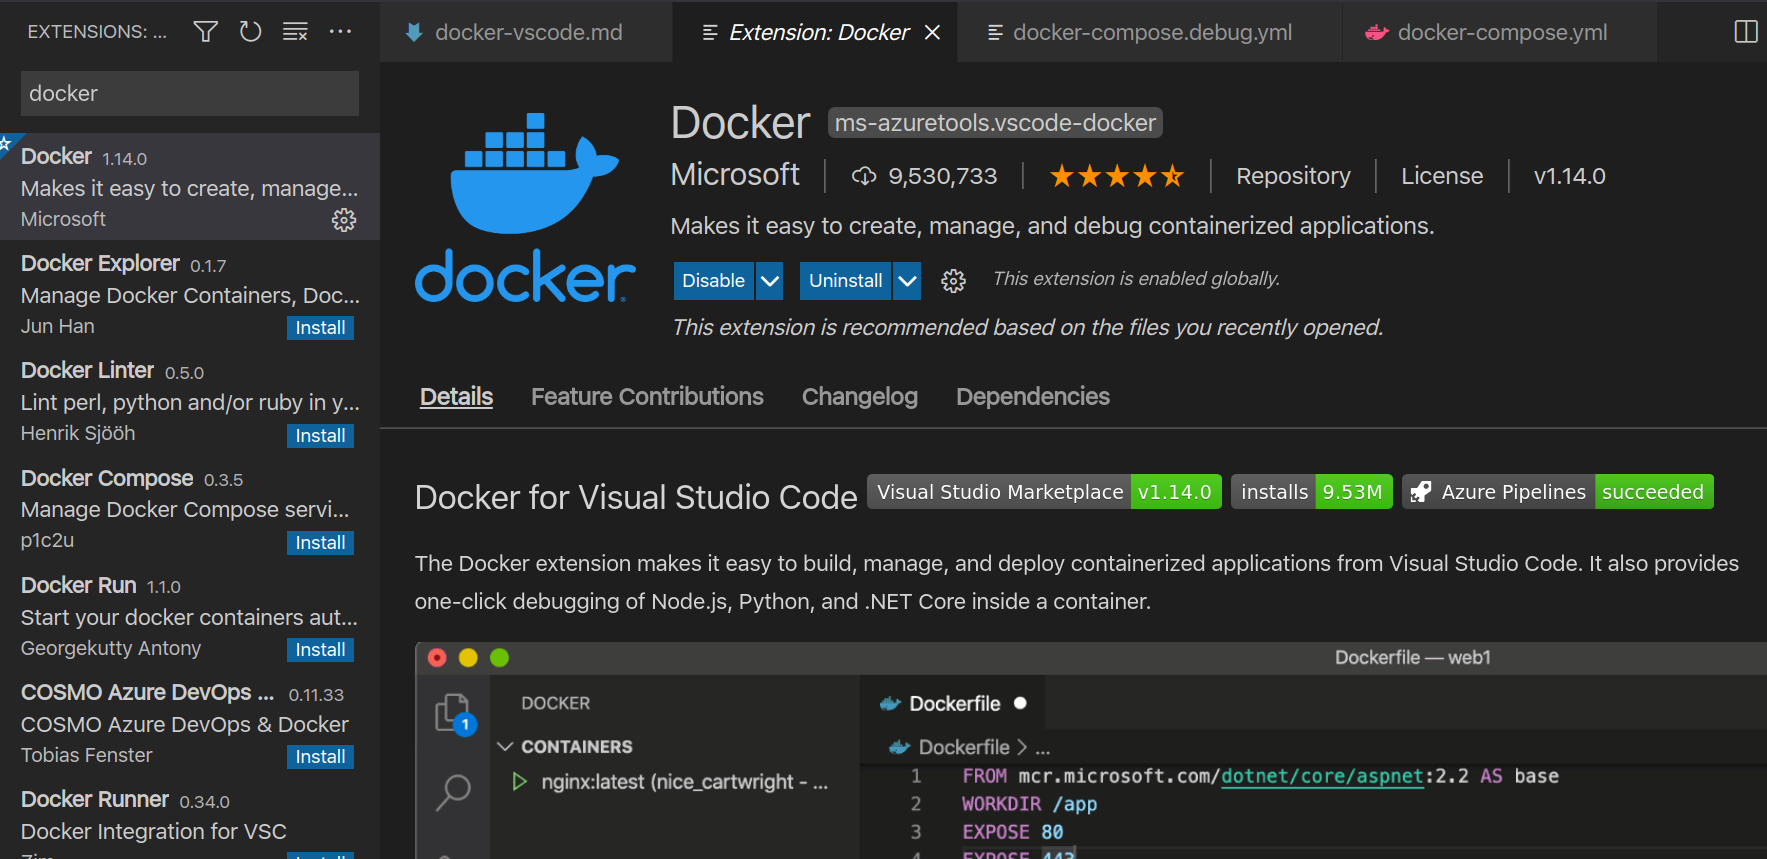 EXTENSIONS: ...
docker
Docker 1.14.0
Makes it easy to create, manage...
Microsoft
Docker Explorer 0.1.7
Manage Docker Containers, Doc...
Jun Han
Install
Docker Linter 0.5.0
Lint perl, python and/or ruby in y...
Henrik Sjööh
Install
Docker Compose 0.3.5
Manage Docker Compose servi...
p1c2u
Install
Docker Run 1.1.0
Start your docker containers aut...
Georgekutty Antony
Install
COSMO Azure DevOps ... 0.11.33
COSMO Azure DevOps & Docker
Tobias Fenster
Install
Docker Runner 0.34.0
Docker Integration for VSC
Zim
Install
docker-vscode.md
Extension: Docker
docker-compose.debug.yml
docker-compose.yml
docker
Docker ms-azuretools.vscode-docker
Microsoft 9,530,733 Repository License v1.14.0
Makes it easy to create, manage, and debug containerized applications.
Disable Uninstall This extension is enabled globally.
This extension is recommended based on the files you recently opened.
Details Feature Contributions Changelog Dependencies
Docker for Visual Studio Code Visual Studio Marketplace v1.14.0 installs 9.53M Azure Pipelines succeeded
The Docker extension makes it easy to build, manage, and deploy containerized applications from Visual Studio Code. It also provides
one-click debugging of Node.js, Python, and .NET Core inside a container.
Dockerfile — web1
1
DOCKER
CONTAINERS
nginx:latest (nice_cartwright - ...
Dockerfile
Dockerfile > ...
1 FROM mcr.microsoft.com/dotnet/core/aspnet:2.2 AS base
2 WORKDIR /app
3 EXPOSE 80
4 EXPOSE 443